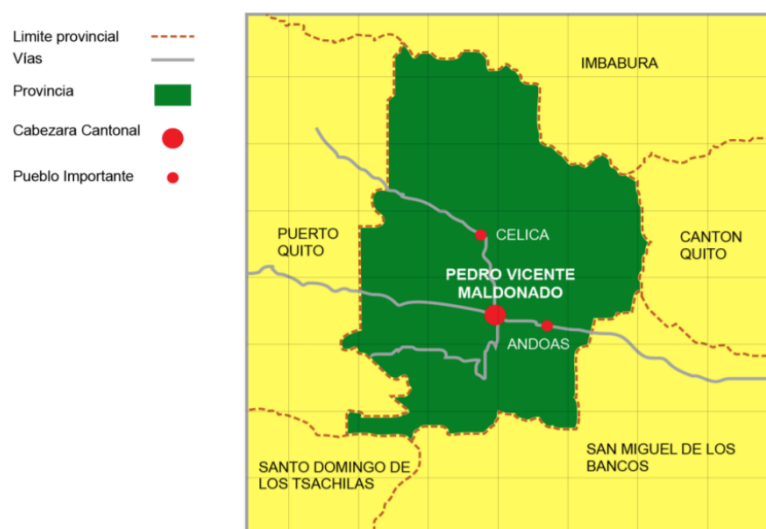 Limite provincial
Vías
Provincia
Cabezara Cantonal
Pueblo Importante
IMBABURA
PUERTO
QUITO
CELICA
CANTON
QUITO
PEDRO VICENTE
MALDONADO
ANDOAS
SAN MIGUEL DE LOS
BANCOS
SANTO DOMINGO DE
LOS TSACHILAS